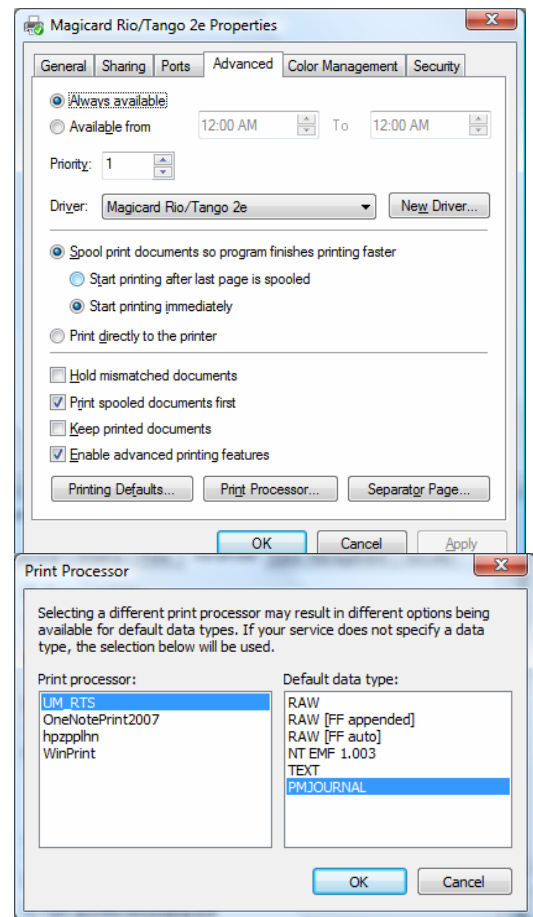 Magicard Rio/Tango 2e Properties
General Sharing Ports Advanced Color Management Security
Always available
Available from 12:00 AM To 12:00 AM
Priority: 1
Driver: Magicard Rio/Tango 2e New Driver...
Spool print documents so program finishes printing faster
Start printing after last page is spooled
Start printing immediately
Print directly to the printer
Hold mismatched documents
Print spooled documents first
Keep printed documents
Enable advanced printing features
Printing Defaults... Print Processor... Separator Page...
OK Cancel Apply
Print Processor
Selecting a different print processor may result in different options being
available for default data types. If your service does not specify a data
type, the selection below will be used.
Print processor: Default data type:
UM_RTS RAW
OneNotePrint2007 RAW [FF appended]
hpzpplhn RAW [FF auto]
WinPrint NT EMF 1.003
TEXT
PMJOURNAL
OK Cancel